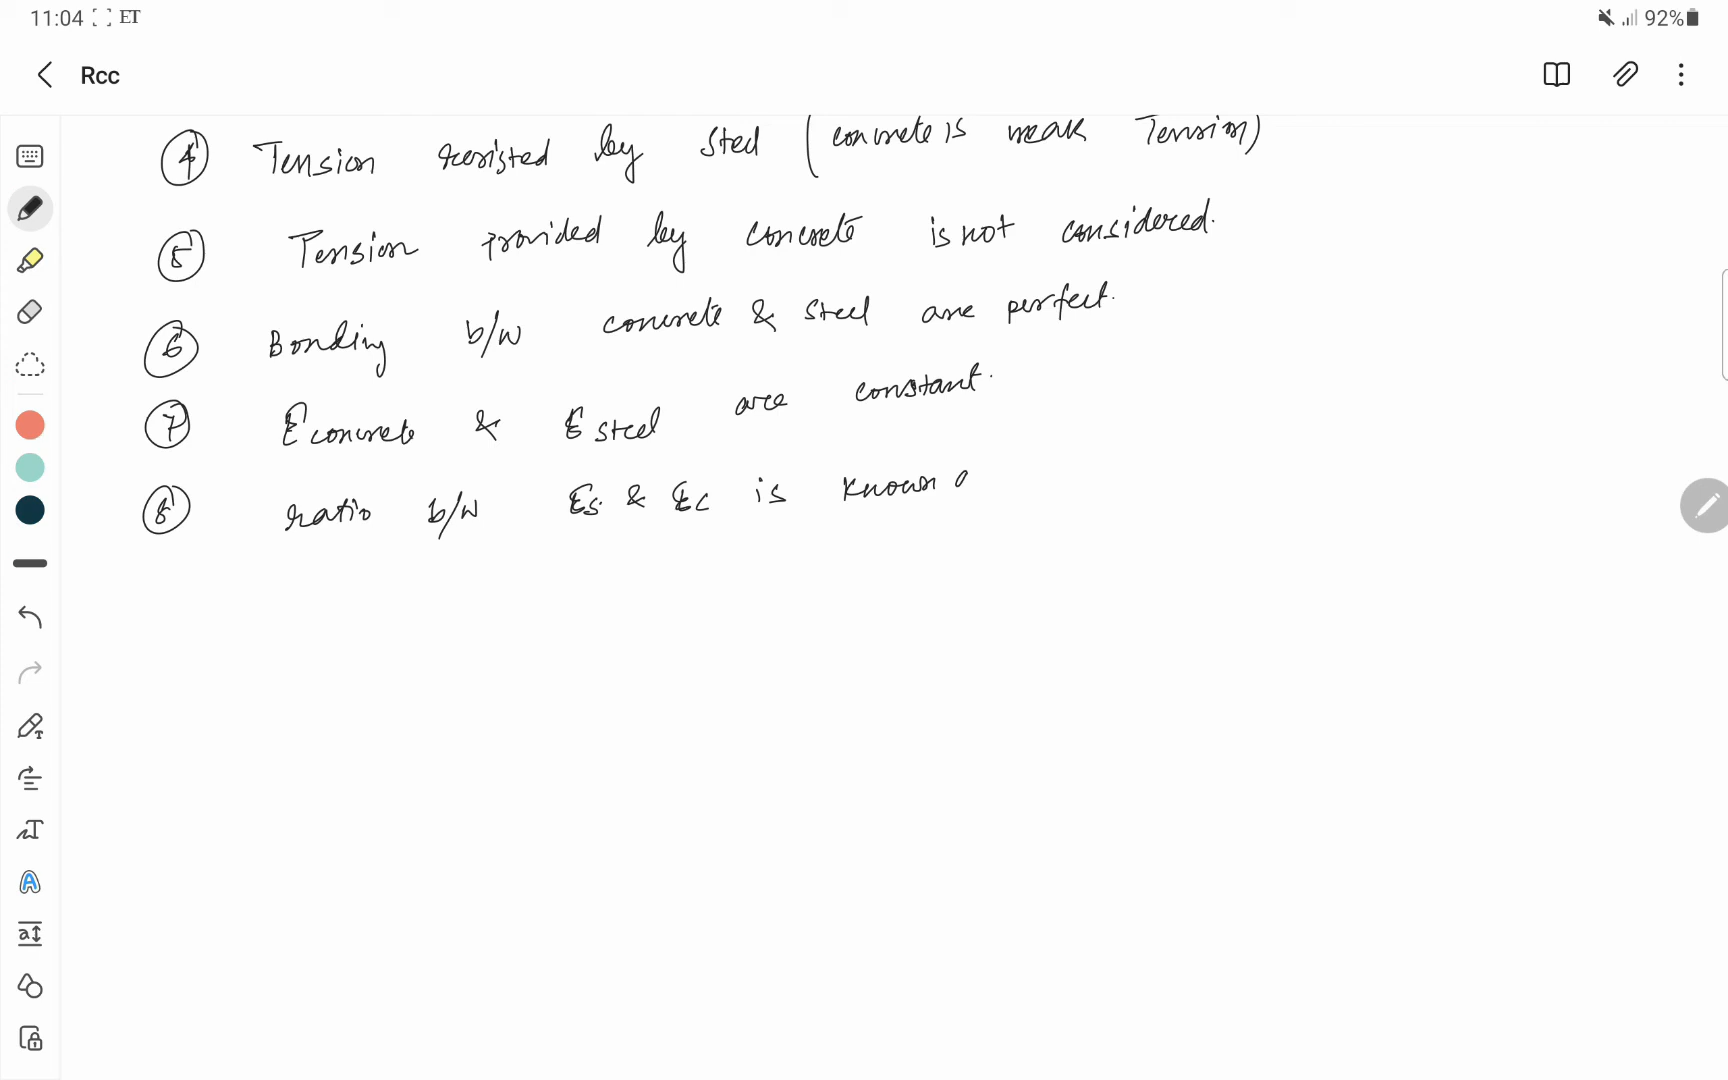 11:04 ET 92%
Rcc
④ Tension resisted by steel (concrete is weak Tension)
⑤ Tension provided by concrete is not considered.
⑥ Bonding b/w concrete & steel are perfect.
⑦ E concrete & E steel are constant.
⑧ ratio b/w Es & Ec is known